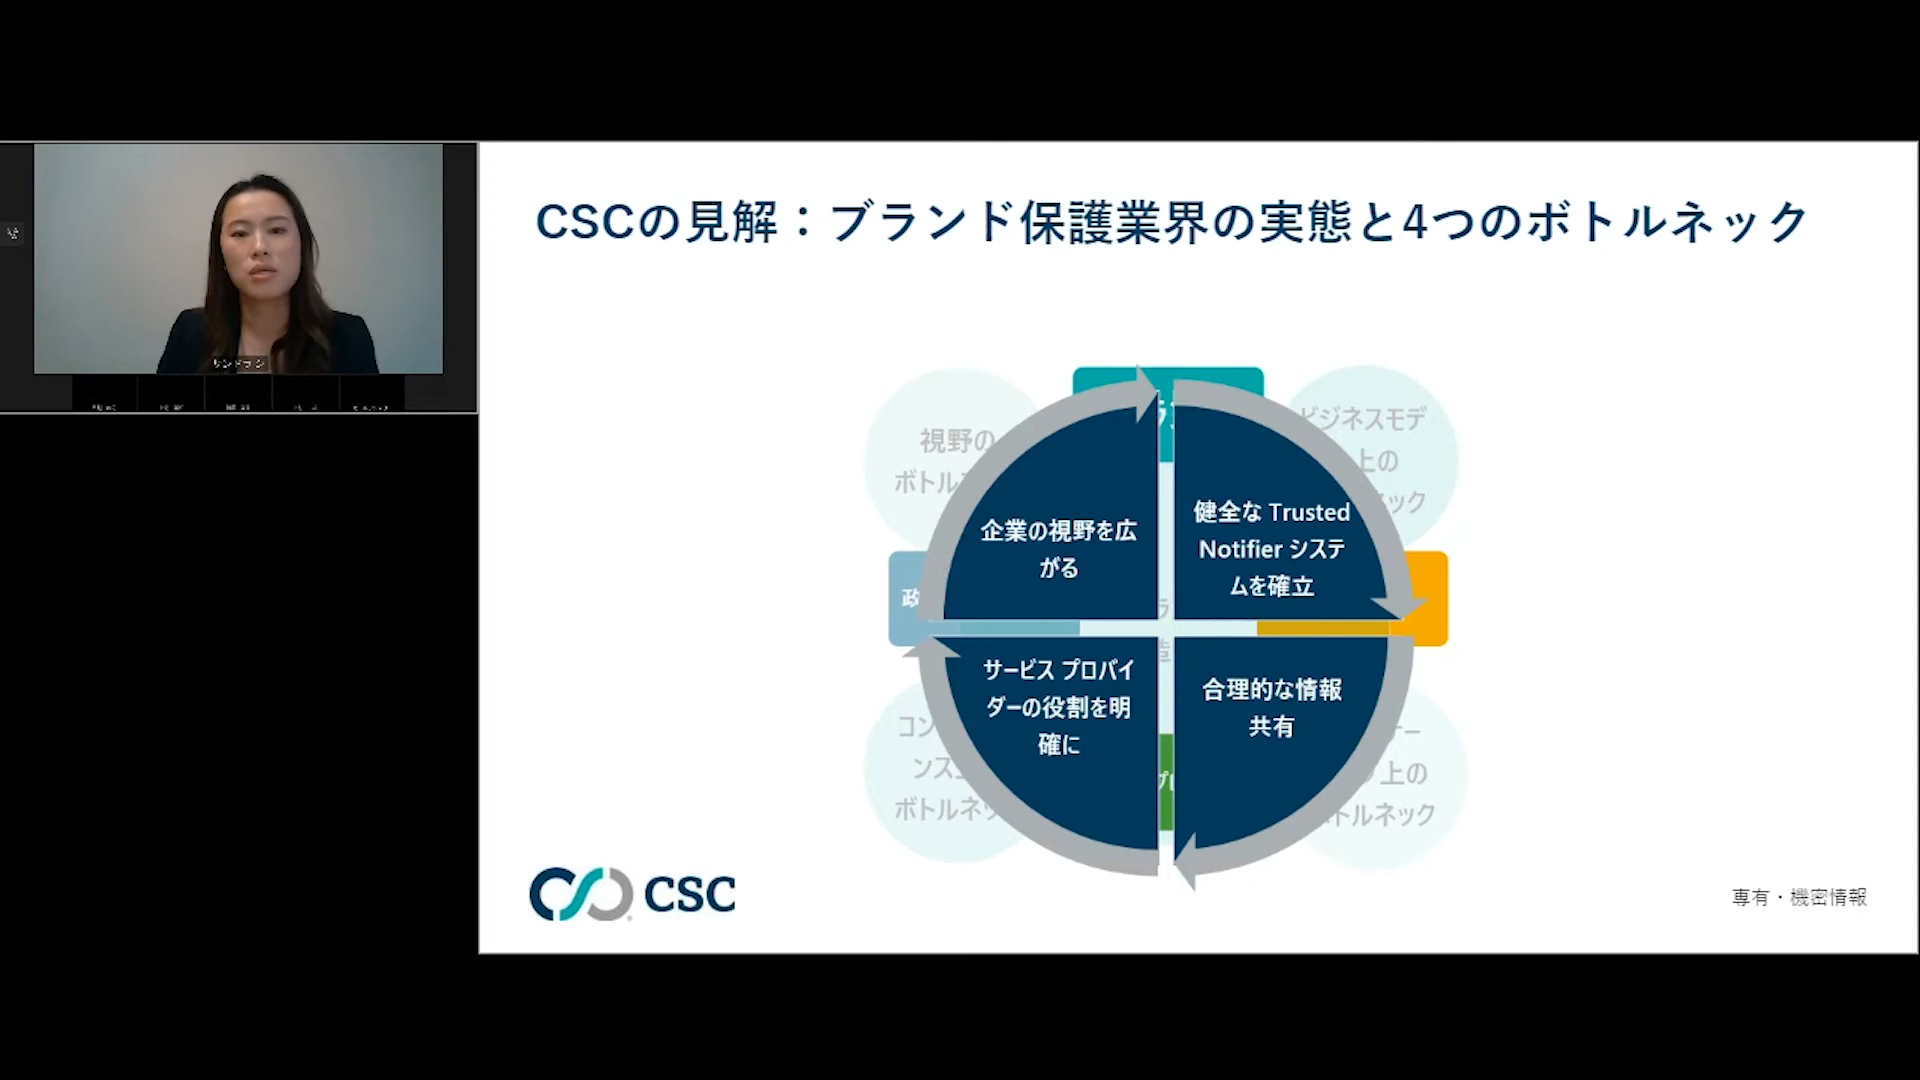 サンドラ シ
CSCの見解：ブランド保護業界の実態と4つのボトルネック
視野の
ボトル
ビジネスモデ
上の
ック
企業の視野を広
がる
健全な Trusted
Notifier システ
ムを確立
政
サービス プロバイ
ダーの役割を明
確に
合理的な情報
共有
コン
ンス
ボトルネッ
上の
トルネック
CSC
専有・機密情報